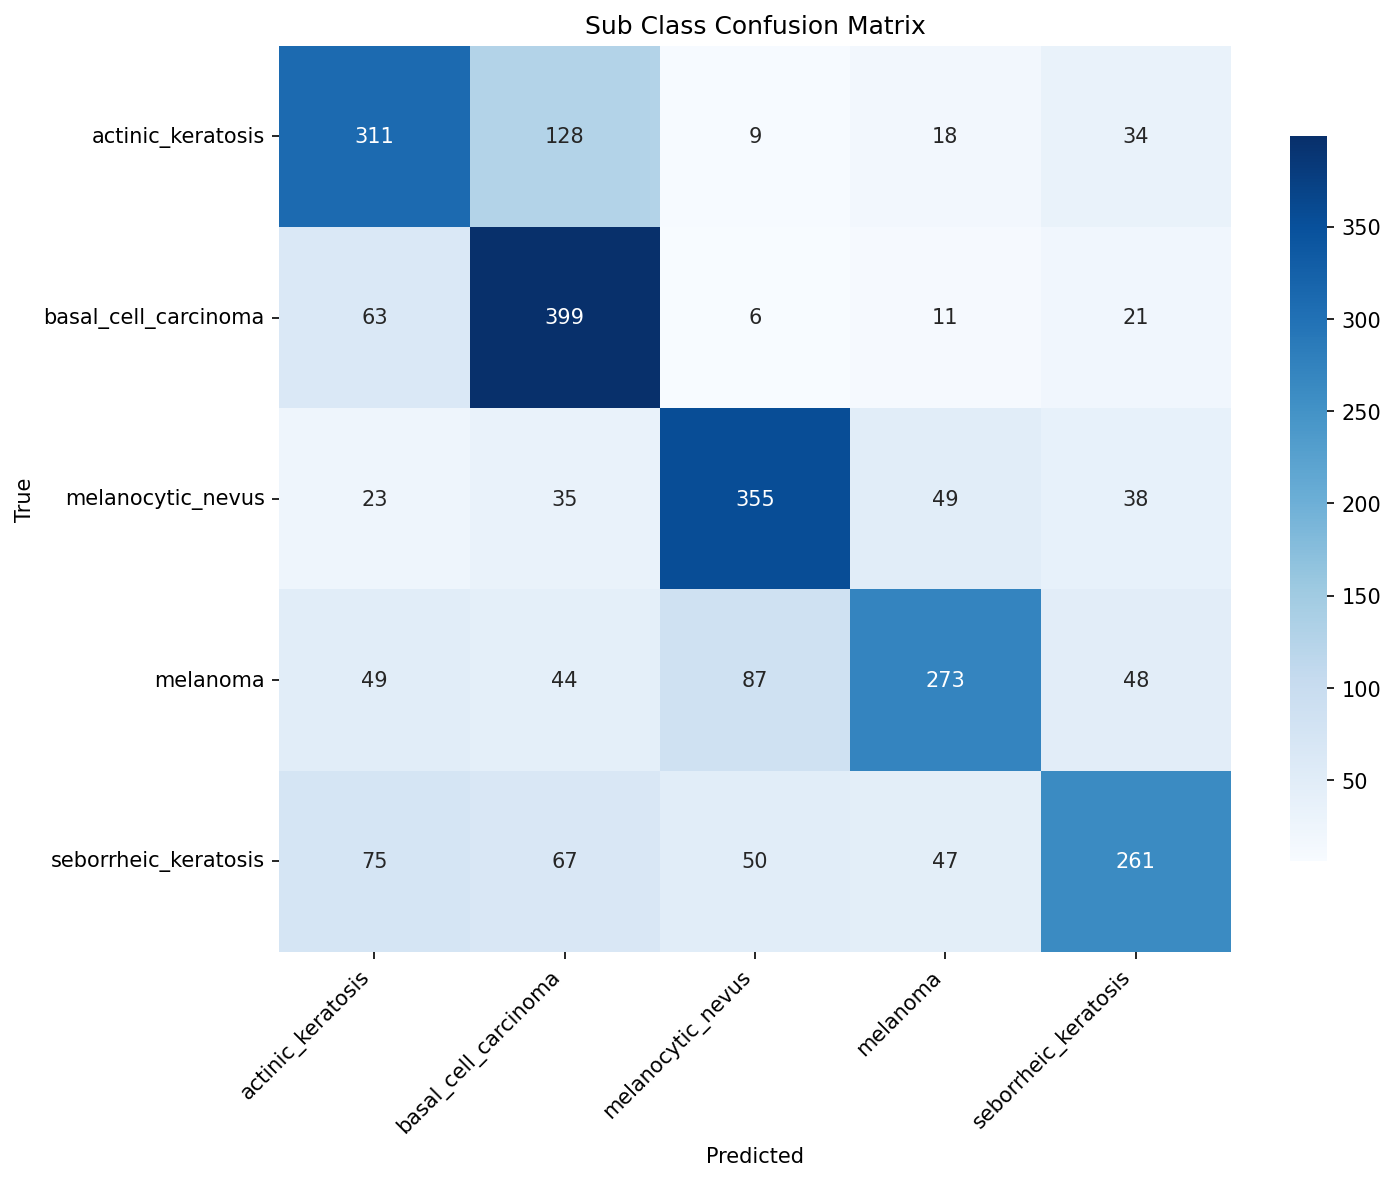 Sub Class Confusion Matrix
actinic_keratosis 311 128 9 18 34
basal_cell_carcinoma 63 399 6 11 21
melanocytic_nevus 23 35 355 49 38
melanoma 49 44 87 273 48
seborrheic_keratosis 75 67 50 47 261
True
actinic_keratosis
basal_cell_carcinoma
melanocytic_nevus
melanoma
seborrheic_keratosis
Predicted
350
300
250
200
150
100
50